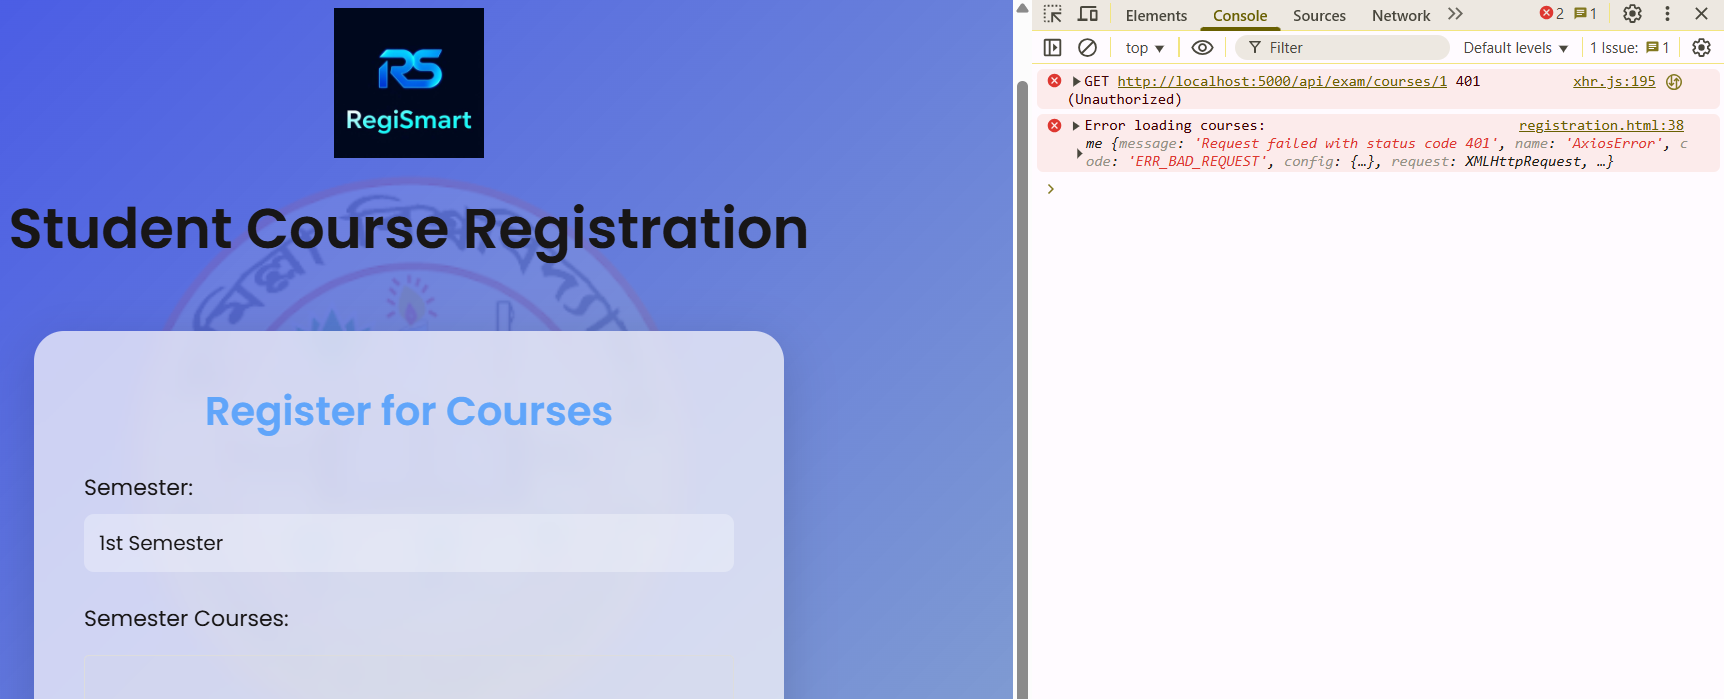 RS
RegiSmart
Student Course Registration
Register for Courses
Semester:
1st Semester
Semester Courses:
Elements Console Sources Network 2 1
top Filter Default levels 1 Issue: 1
GET http://localhost:5000/api/exam/courses/1 401 xhr.js:195
(Unauthorized)
Error loading courses: registration.html:38
me {message: 'Request failed with status code 401', name: 'AxiosError', c
ode: 'ERR_BAD_REQUEST', config: {…}, request: XMLHttpRequest, …}